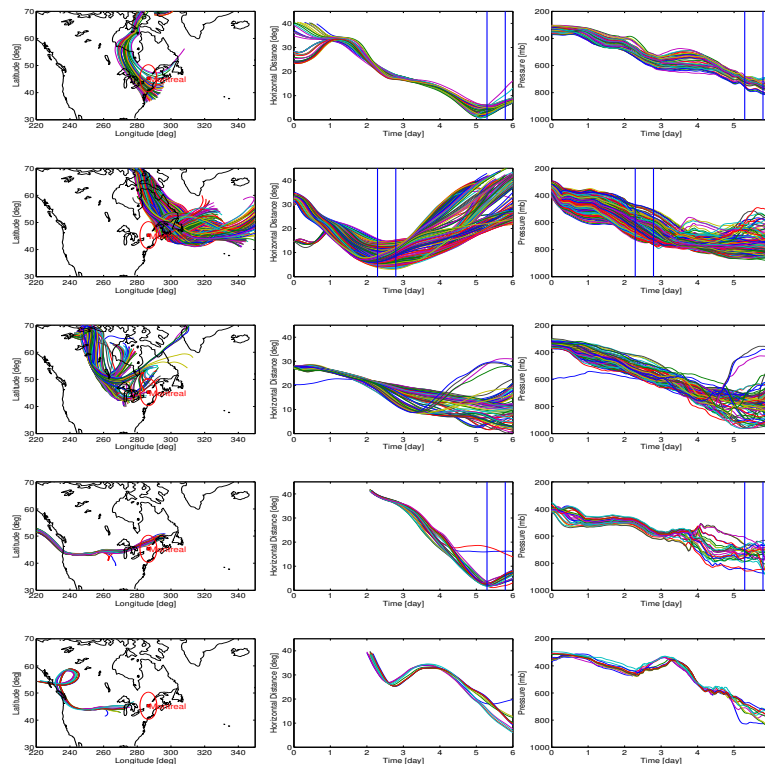 Latitude [deg]
70
60
50
40
30
Montreal
220 240 260 280 300 320 340
Longitude [deg]
Horizontal Distance [deg]
40
30
20
10
0
0 1 2 3 4 5 6
Time [day]
Pressure [mb]
200
400
600
800
1000
0 1 2 3 4 5
Time [day]
Latitude [deg]
70
60
50
40
30
Montreal
220 240 260 280 300 320 340
Longitude [deg]
Horizontal Distance [deg]
40
30
20
10
0
0 1 2 3 4 5 6
Time [day]
Pressure [mb]
200
400
600
800
1000
0 1 2 3 4 5
Time [day]
Latitude [deg]
70
60
50
40
30
Montreal
220 240 260 280 300 320 340
Longitude [deg]
Horizontal Distance [deg]
40
30
20
10
0
0 1 2 3 4 5 6
Time [day]
Pressure [mb]
200
400
600
800
1000
0 1 2 3 4 5
Time [day]
Latitude [deg]
70
60
50
40
30
Montreal
220 240 260 280 300 320 340
Longitude [deg]
Horizontal Distance [deg]
40
30
20
10
0
0 1 2 3 4 5 6
Time [day]
Pressure [mb]
200
400
600
800
1000
0 1 2 3 4 5
Time [day]
Latitude [deg]
70
60
50
40
30
Montreal
220 240 260 280 300 320 340
Longitude [deg]
Horizontal Distance [deg]
40
30
20
10
0
0 1 2 3 4 5 6
Time [day]
Pressure [mb]
200
400
600
800
1000
0 1 2 3 4 5
Time [day]